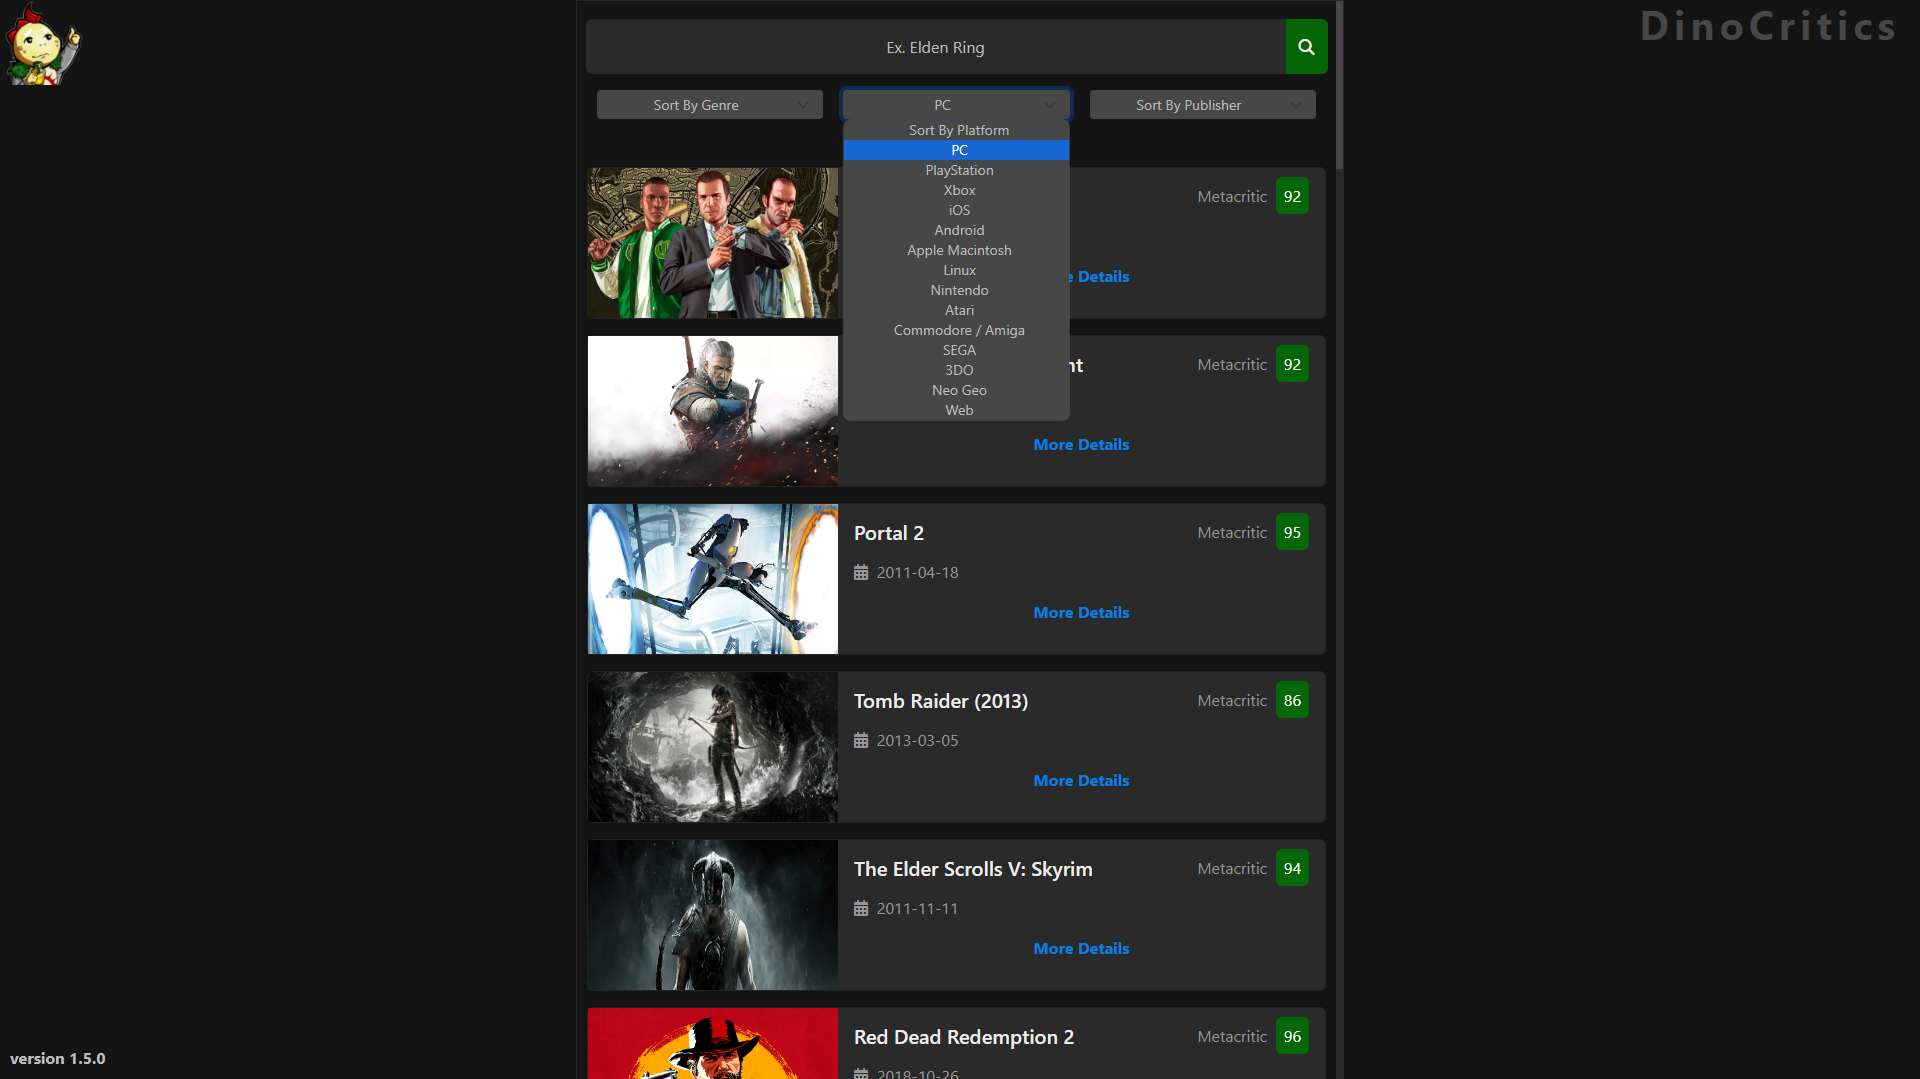 DinoCritics
Ex. Elden Ring
Sort By Genre
PC
Sort By Publisher
Sort By Platform
PC
PlayStation
Xbox
iOS
Android
Apple Macintosh
Linux
Nintendo
Atari
Commodore / Amiga
SEGA
3DO
Neo Geo
Web
Metacritic 92
e Details
nt
Metacritic 92
More Details
Portal 2
Metacritic 95
2011-04-18
More Details
Tomb Raider (2013)
Metacritic 86
2013-03-05
More Details
The Elder Scrolls V: Skyrim
Metacritic 94
2011-11-11
More Details
Red Dead Redemption 2
Metacritic 96
2018-10-26
version 1.5.0